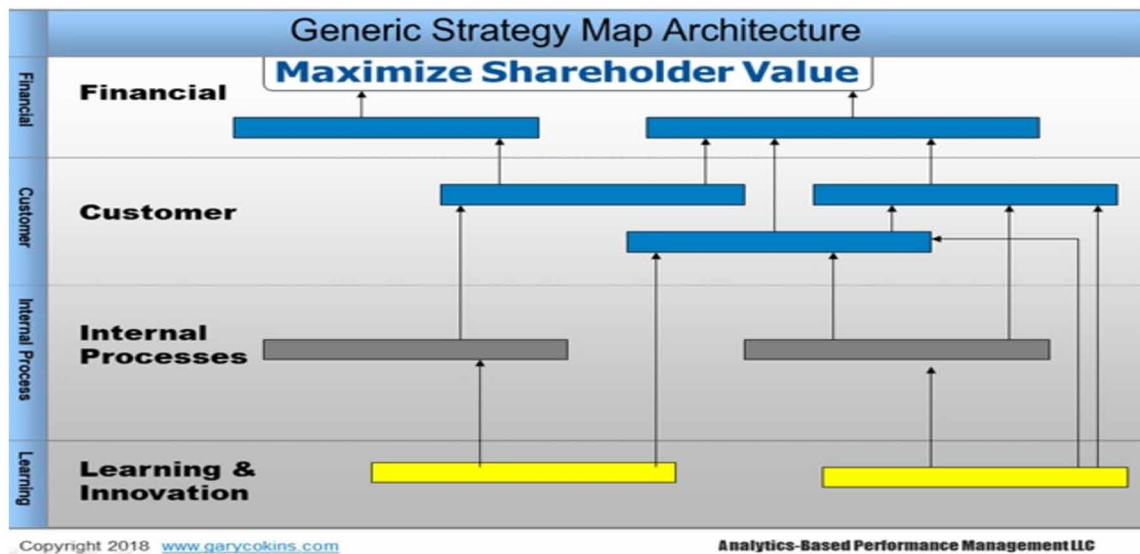 Generic Strategy Map Architecture
Maximize Shareholder Value
Financial
Financial
Customer
Customer
Internal Process
Internal
Processes
Learning
Learning &
Innovation
Copyright 2018 www.garycokins.com
Analytics-Based Performance Management LLC